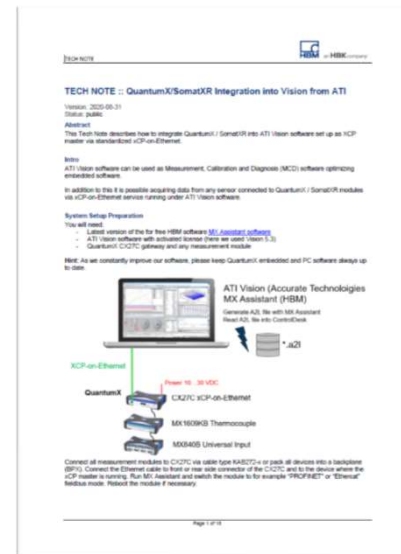 TECH NOTE
HBM an HBK company
TECH NOTE :: QuantumX/SomatXR Integration into Vision from ATI
Version: 2020-08-31
Status: public
Abstract
This Tech Note describes how to integrate QuantumX / SomatXR into ATI Vision software set up as XCP
master via standardized xCP-on-Ethernet.
Intro
ATI Vision software can be used as Measurement, Calibration and Diagnosis (MCD) software optimizing
embedded software.
In addition to this it is possible acquiring data from any sensor connected to QuantumX / SomatXR modules
via xCP-on-Ethernet service running under ATI Vision software.
System Setup Preparation
You will need:
- Latest version of the for free HBM software MX Assistant software
- ATI Vision software with activated license (here we used Vision 5.3)
- QuantumX CX27C gateway and any measurement module
Hint: As we constantly improve our software, please keep QuantumX embedded and PC software always up
to date.
ATI Vision (Accurate Technologies
MX Assistant (HBM)
Generate A2L file with MX Assistant
Read A2L file into ControlDesk
*.a2l
XCP-on-Ethernet
Power 10...30 VDC
QuantumX
CX27C xCP-on-Ethernet
MX1609KB Thermocouple
MX840B Universal Input
Connect all measurement modules to CX27C via cable type KAB272-x or pack all devices into a backplane
(BPX). Connect the Ethernet cable to front or rear side connector of the CX27C and to the device where the
xCP master is running. Run MX Assistant and switch the module to for example "PROFINET" or "Ethercat"
fieldbus mode. Reboot the module if necessary.
Page 1 of 18